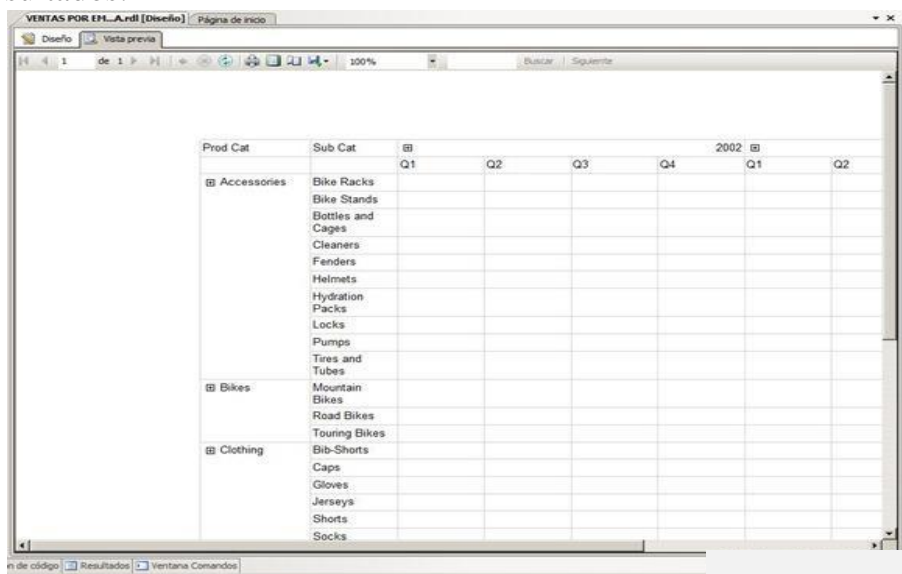 VENTAS POR EM...A.rdl [Diseño] Página de inicio
Diseño Vista previa
1 de 1 100% Buscar | Siguiente
Prod Cat Sub Cat 2002
Q1 Q2 Q3 Q4 Q1 Q2
Accessories Bike Racks
Bike Stands
Bottles and
Cages
Cleaners
Fenders
Helmets
Hydration
Packs
Locks
Pumps
Tires and
Tubes
Bikes Mountain
Bikes
Road Bikes
Touring Bikes
Clothing Bib-Shorts
Caps
Gloves
Jerseys
Shorts
Socks
n de código Resultados Ventana Comandos